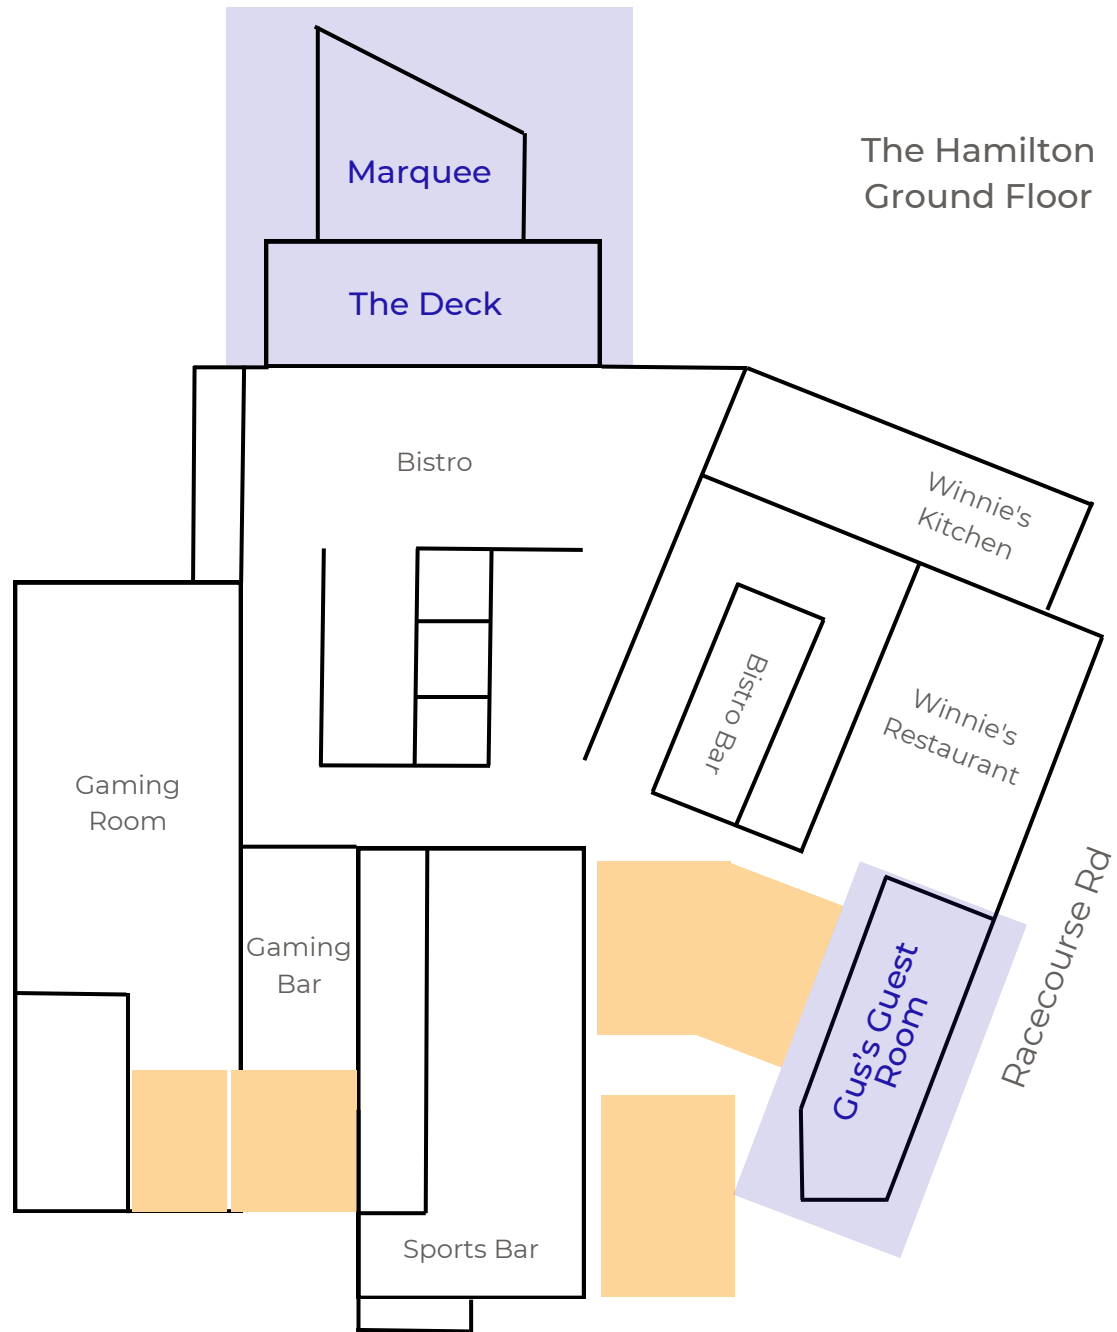 The Hamilton
Ground Floor
Marquee
The Deck
Bistro
Winnie's
Kitchen
Bistro Bar
Winnie's
Restaurant
Gaming
Room
Gaming
Bar
Gus's Guest
Room
Racecourse Rd
Sports Bar